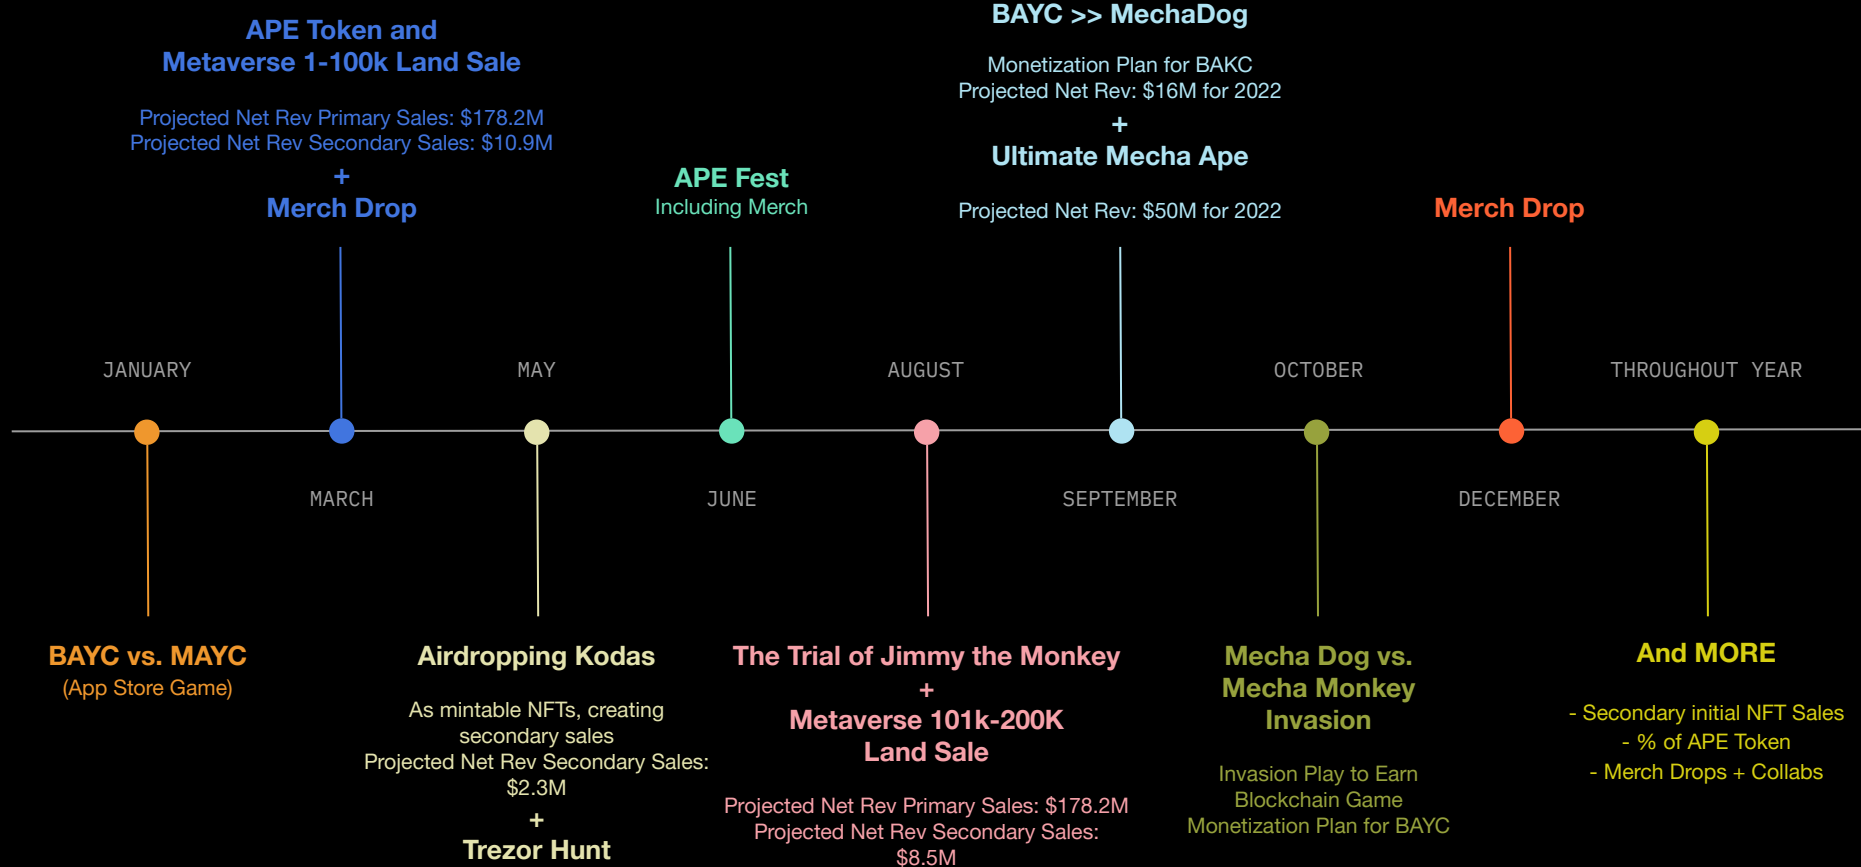 APE Token and
Metaverse 1-100k Land Sale
Projected Net Rev Primary Sales: $178.2M
Projected Net Rev Secondary Sales: $10.9M
+
Merch Drop
APE Fest
Including Merch
BAYC >> MechaDog
Monetization Plan for BAKC
Projected Net Rev: $16M for 2022
+
Ultimate Mecha Ape
Projected Net Rev: $50M for 2022
Merch Drop
JANUARY
MAY
AUGUST
OCTOBER
THROUGHOUT YEAR
MARCH
JUNE
SEPTEMBER
DECEMBER
BAYC vs. MAYC
(App Store Game)
Airdropping Kodas
As mintable NFTs, creating
secondary sales
Projected Net Rev Secondary Sales:
$2.3M
+
Trezor Hunt
The Trial of Jimmy the Monkey
+
Metaverse 101k-200K
Land Sale
Projected Net Rev Primary Sales: $178.2M
Projected Net Rev Secondary Sales:
$8.5M
Mecha Dog vs.
Mecha Monkey
Invasion
Invasion Play to Earn
Blockchain Game
Monetization Plan for BAYC
And MORE
- Secondary initial NFT Sales
- % of APE Token
- Merch Drops + Collabs